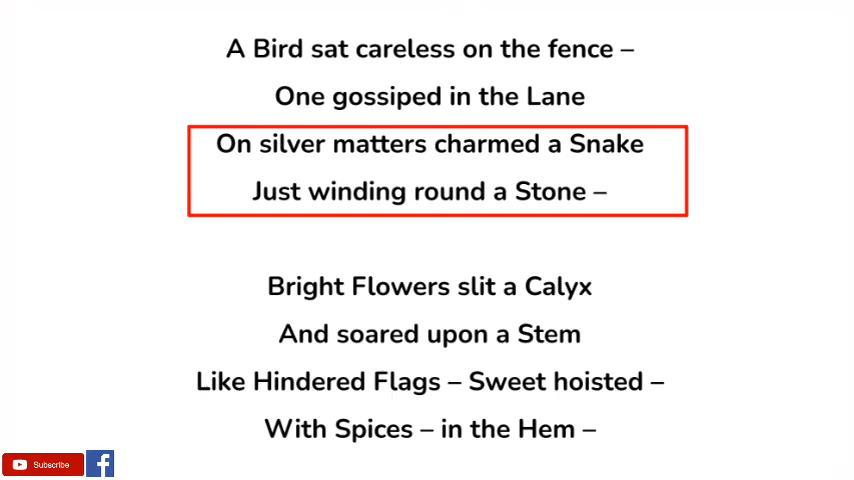 A Bird sat careless on the fence –
One gossiped in the Lane
On silver matters charmed a Snake
Just winding round a Stone –
Bright Flowers slit a Calyx
And soared upon a Stem
Like Hindered Flags – Sweet hoisted –
With Spices – in the Hem –
Subscribe
f